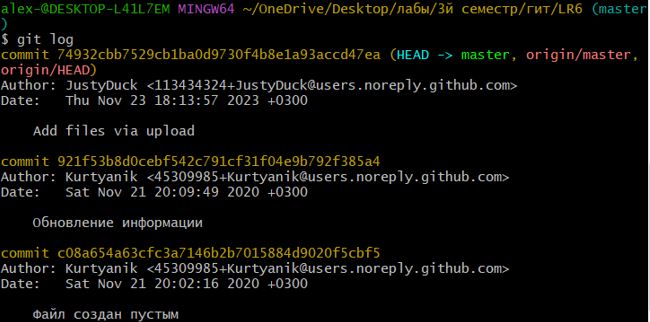 alex-@DESKTOP-L41L7EM MINGW64 ~/OneDrive/Desktop/лабы/3й семестр/гит/LR6 (master
)
$ git log
commit 74932cbb7529cb1ba0d9730f4b8e1a93accd47ea (HEAD -> master, origin/master,
origin/HEAD)
Author: JustyDuck <113434324+JustyDuck@users.noreply.github.com>
Date:   Thu Nov 23 18:13:57 2023 +0300

    Add files via upload

commit 921f53b8d0cebf542c791cf31f04e9b792f385a4
Author: Kurtyanik <45309985+Kurtyanik@users.noreply.github.com>
Date:   Sat Nov 21 20:09:49 2020 +0300

    Обновление информации

commit c08a654a63cfc3a7146b2b7015884d9020f5cbf5
Author: Kurtyanik <45309985+Kurtyanik@users.noreply.github.com>
Date:   Sat Nov 21 20:02:16 2020 +0300

    Файл создан пустым